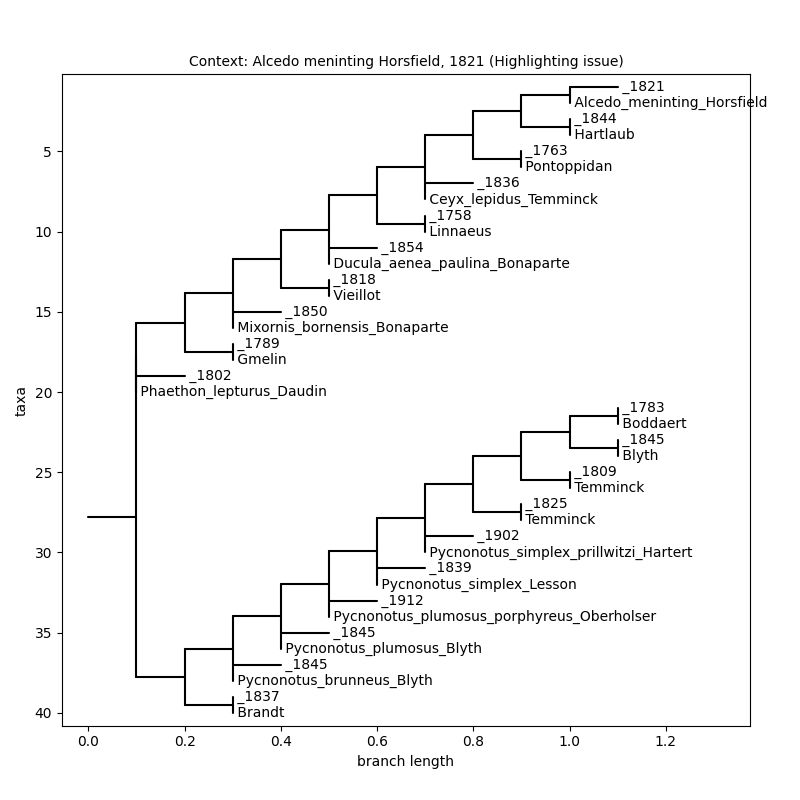 Context: Alcedo meninting Horsfield, 1821 (Highlighting issue)
_1821
Alcedo_meninting_Horsfield
_1844
Hartlaub
_1763
Pontoppidan
_1836
Ceyx_lepidus_Temminck
_1758
Linnaeus
_1854
Ducula_aenea_paulina_Bonaparte
_1818
Vieillot
_1850
Mixornis_bornensis_Bonaparte
_1789
Gmelin
_1802
Phaethon_lepturus_Daudin
_1783
Boddaert
_1845
Blyth
_1809
Temminck
_1825
Temminck
_1902
Pycnonotus_simplex_prillwitzi_Hartert
_1839
Pycnonotus_simplex_Lesson
_1912
Pycnonotus_plumosus_porphyreus_Oberholser
_1845
Pycnonotus_plumosus_Blyth
_1845
Pycnonotus_brunneus_Blyth
_1837
Brandt
5
10
15
20
25
30
35
40
taxa
0.0 0.2 0.4 0.6 0.8 1.0 1.2
branch length